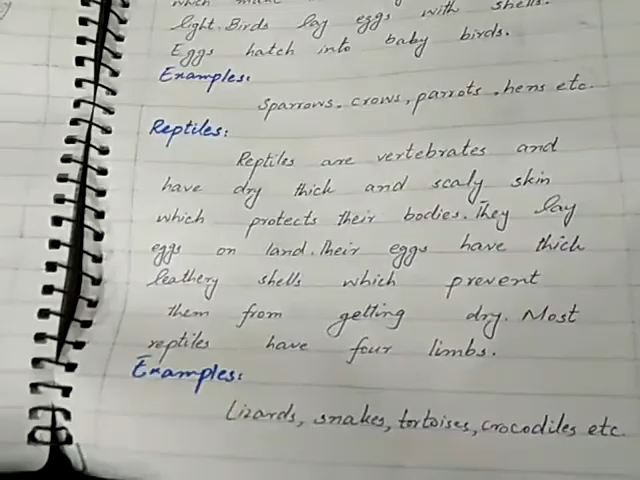 light. Birds lay eggs with shells.
Eggs hatch into baby birds.
Examples:
Sparrows, crows, parrots, hens etc.
Reptiles:
Reptiles are vertebrates and
have dry thick and scaly skin
which protects their bodies. They lay
eggs on land. Their eggs have thick
leathery shells which prevent
them from getting dry. Most
reptiles have four limbs.
Examples:
Lizards, snakes, tortoises, crocodiles etc.